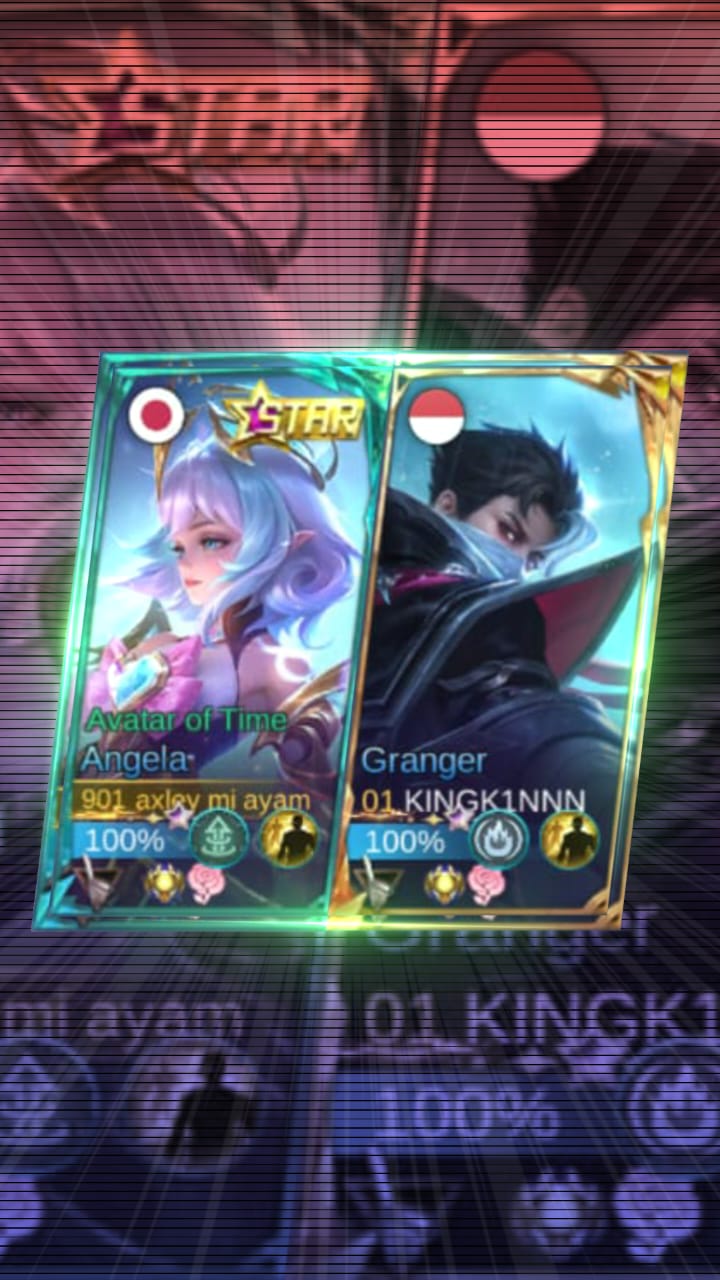 STAR
STAR
Avatar of Time
Angela
901 axley mi ayam
100%
Granger
01 KINGK1NNN
100%
Granger
mi ayam
01 KINGK1
100%